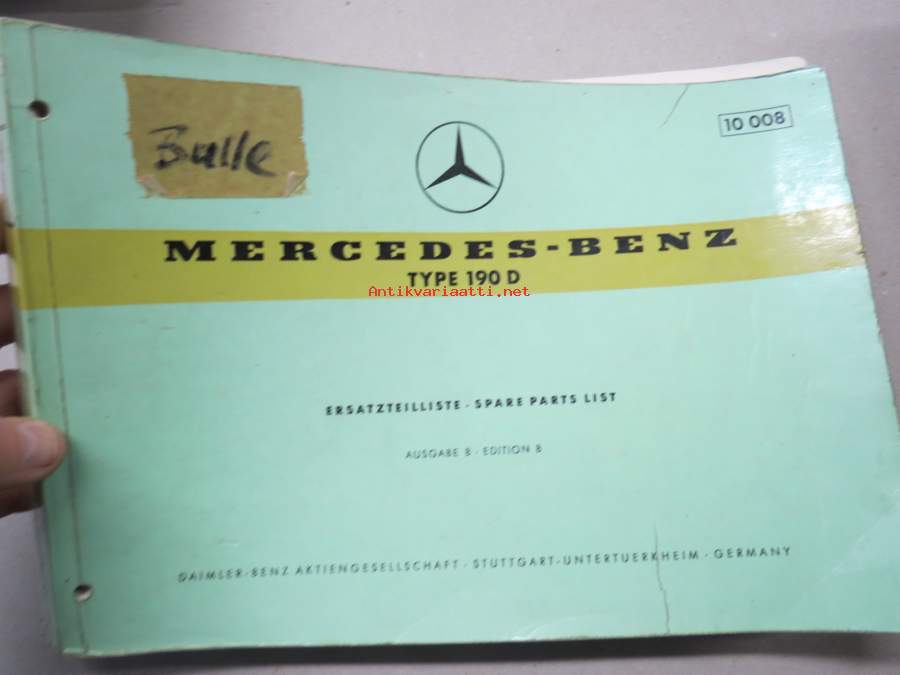 Bulle
10 008
MERCEDES-BENZ
TYPE 190 D
Antikvariaatti.net
ERSATZTEILLISTE · SPARE PARTS LIST
AUSGABE B · EDITION B
DAIMLER-BENZ AKTIENGESELLSCHAFT · STUTTGART-UNTERTUERKHEIM · GERMANY